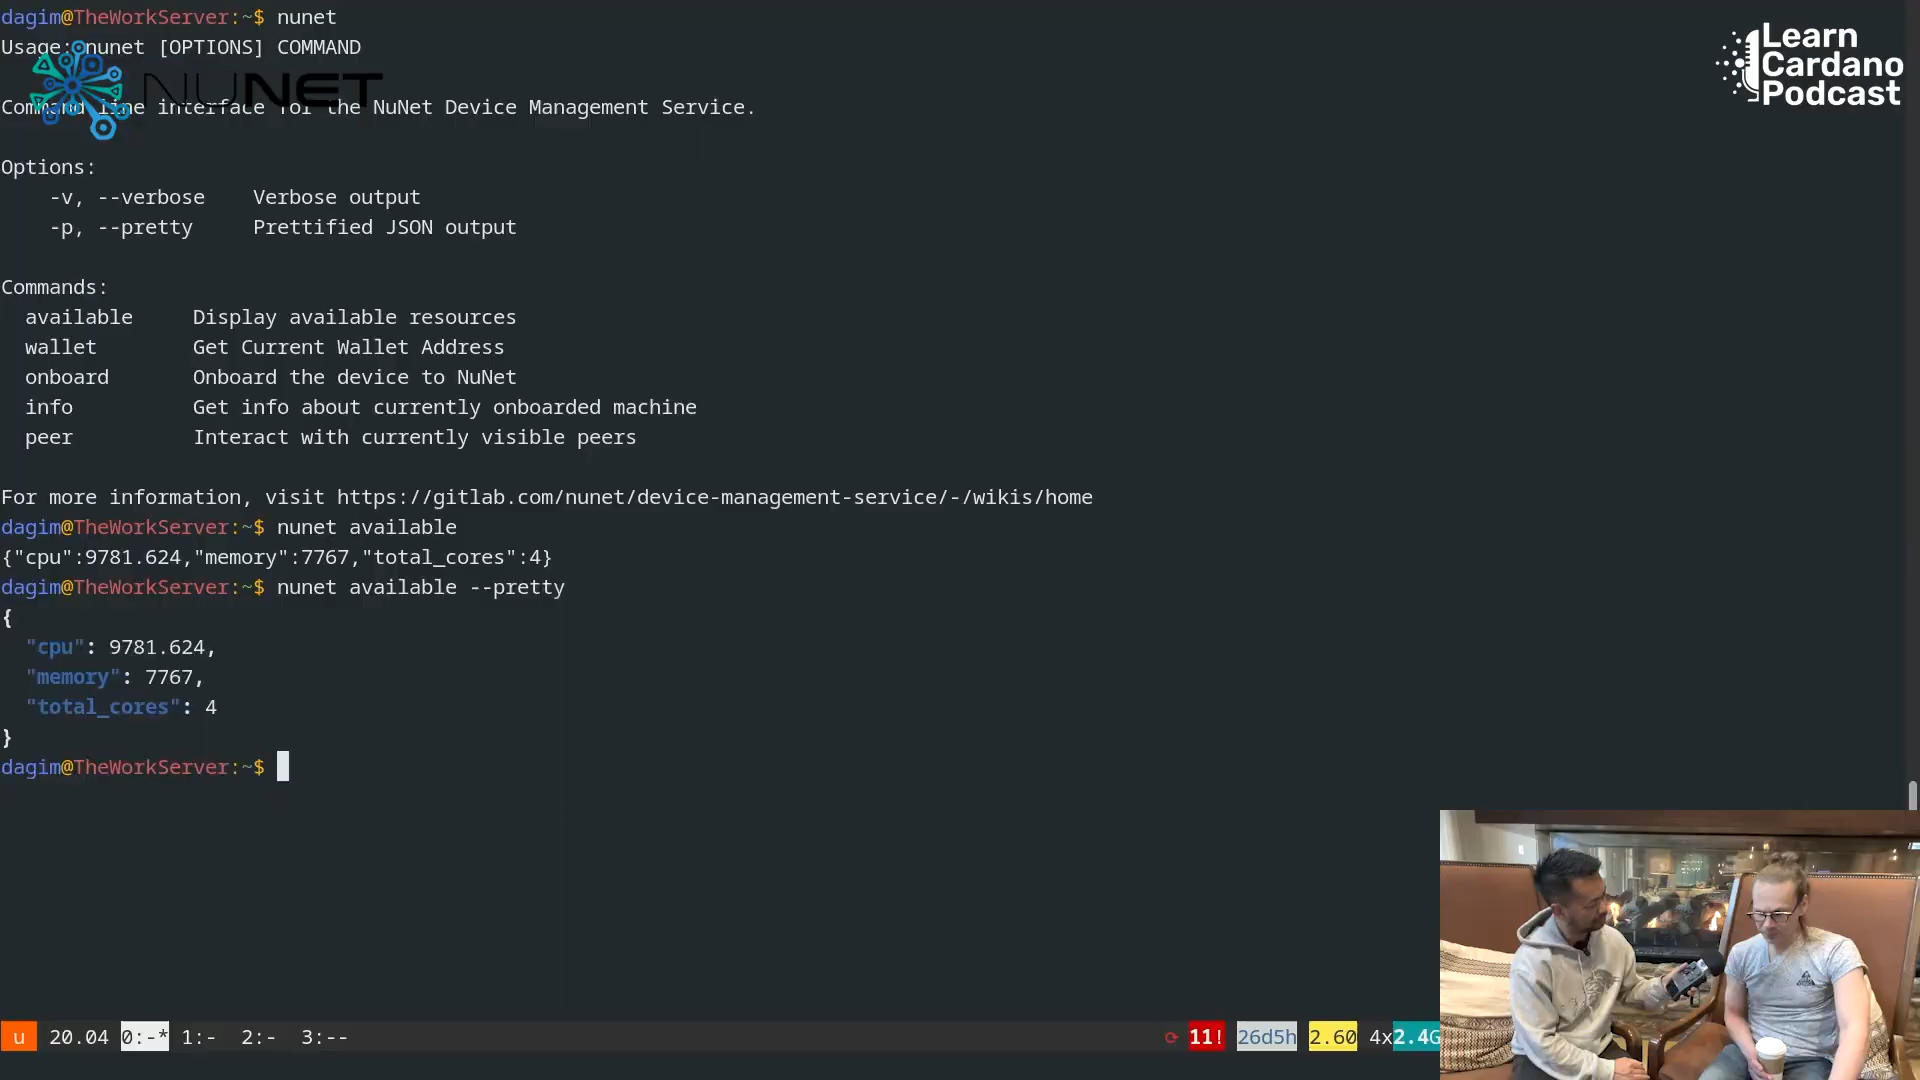 dagim@TheWorkServer:~$ nunet
Usage: nunet [OPTIONS] COMMAND
NUNET
Command line interface for the NuNet Device Management Service.
Options:
-v, --verbose    Verbose output
-p, --pretty     Prettified JSON output
Commands:
available     Display available resources
wallet        Get Current Wallet Address
onboard       Onboard the device to NuNet
info          Get info about currently onboarded machine
peer          Interact with currently visible peers
For more information, visit https://gitlab.com/nunet/device-management-service/-/wikis/home
dagim@TheWorkServer:~$ nunet available
{"cpu":9781.624,"memory":7767,"total_cores":4}
dagim@TheWorkServer:~$ nunet available --pretty
{
"cpu": 9781.624,
"memory": 7767,
"total_cores": 4
}
dagim@TheWorkServer:~$
u 20.04 0:-* 1:- 2:- 3:-- 11! 26d5h 2.60 4x2.4G
Learn
Cardano
Podcast